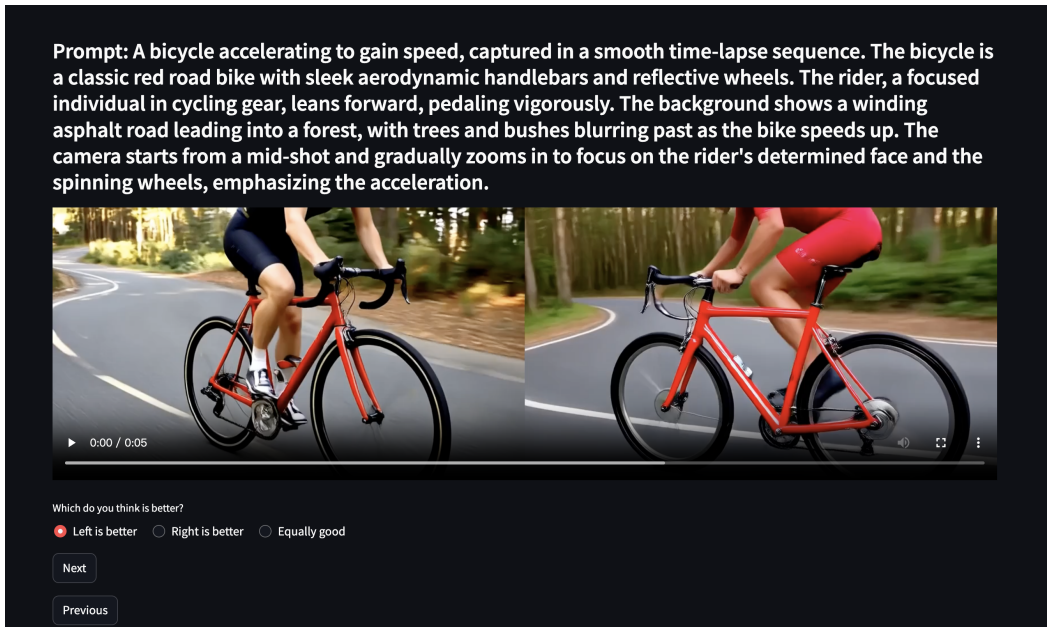 Prompt: A bicycle accelerating to gain speed, captured in a smooth time-lapse sequence. The bicycle is
a classic red road bike with sleek aerodynamic handlebars and reflective wheels. The rider, a focused
individual in cycling gear, leans forward, pedaling vigorously. The background shows a winding
asphalt road leading into a forest, with trees and bushes blurring past as the bike speeds up. The
camera starts from a mid-shot and gradually zooms in to focus on the rider's determined face and the
spinning wheels, emphasizing the acceleration.
0:00 / 0:05
Which do you think is better?
Left is better Right is better Equally good
Next
Previous